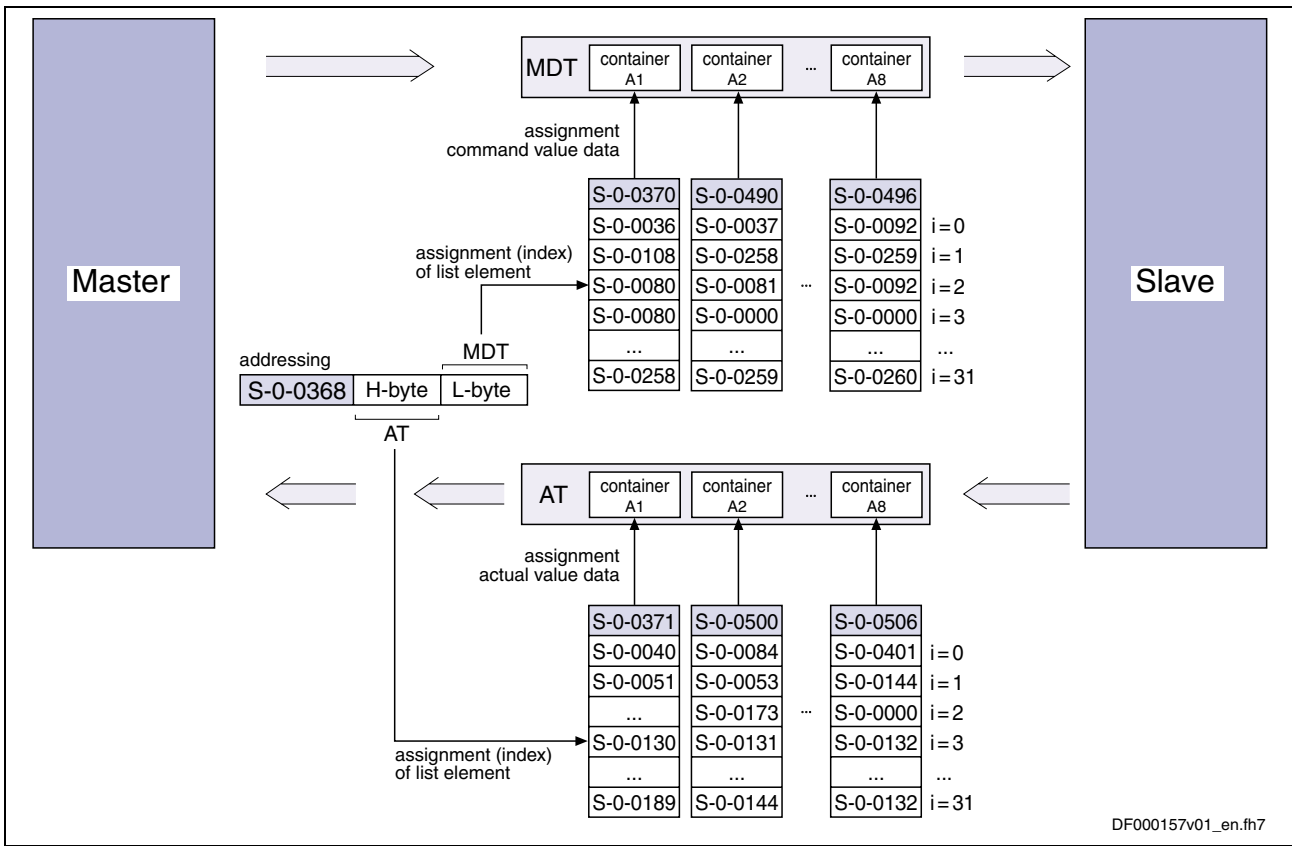 MDT container A1 container A2 ... container A8
assignment
command value data
S-0-0370 S-0-0490 S-0-0496
S-0-0036 S-0-0037 S-0-0092 i=0
assignment (index)
of list element
S-0-0108 S-0-0258 S-0-0259 i=1
Master
S-0-0080 S-0-0081 ... S-0-0092 i=2
Slave
S-0-0080 S-0-0000 S-0-0000 i=3
MDT
... ... ... ...
addressing
S-0-0258 S-0-0259 S-0-0260 i=31
S-0-0368 H-byte L-byte
AT
AT container A1 container A2 ... container A8
assignment
actual value data
S-0-0371 S-0-0500 S-0-0506
S-0-0040 S-0-0084 S-0-0401 i=0
S-0-0051 S-0-0053 S-0-0144 i=1
... S-0-0173 ... S-0-0000 i=2
S-0-0130 S-0-0131 S-0-0132 i=3
assignment (index)
of list element
... ... ... ...
S-0-0189 S-0-0144 S-0-0132 i=31
DF000157v01_en.fh7